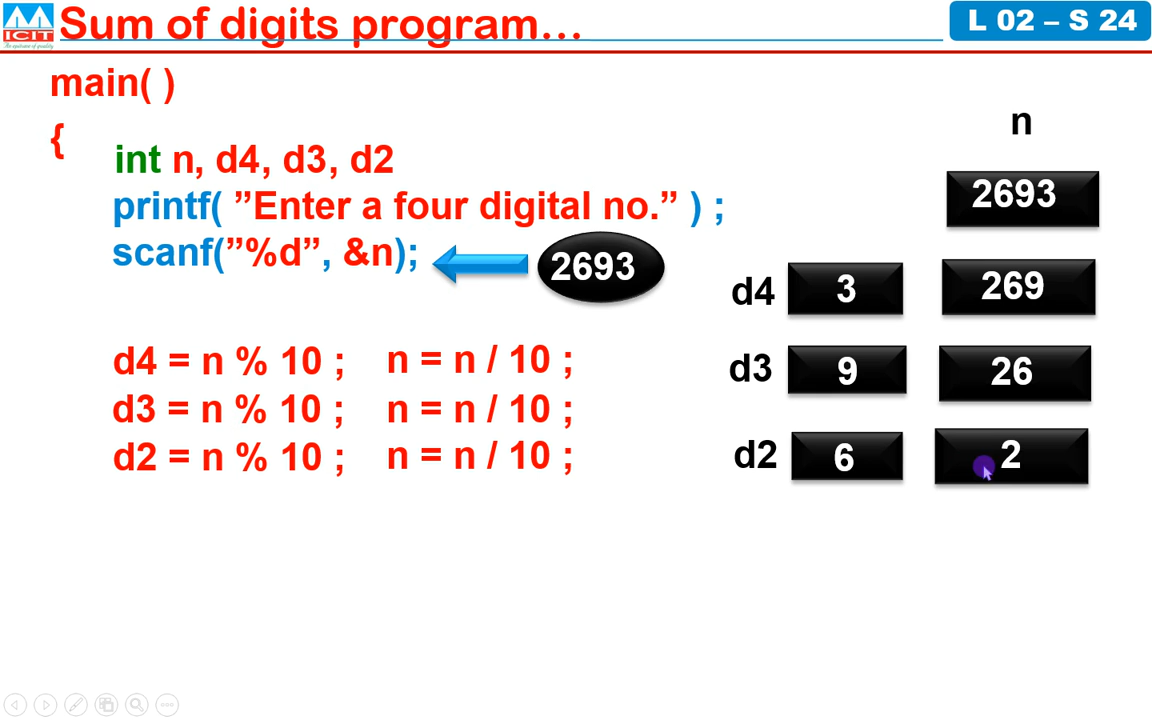 Sum of digits program...
L 02 – S 24
ICIT
main( )
{
int n, d4, d3, d2
printf( ”Enter a four digital no.” ) ;
scanf(”%d”, &n);
2693
d4 = n % 10 ; n = n / 10 ;
d3 = n % 10 ; n = n / 10 ;
d2 = n % 10 ; n = n / 10 ;
n
2693
d4 3 269
d3 9 26
d2 6 2